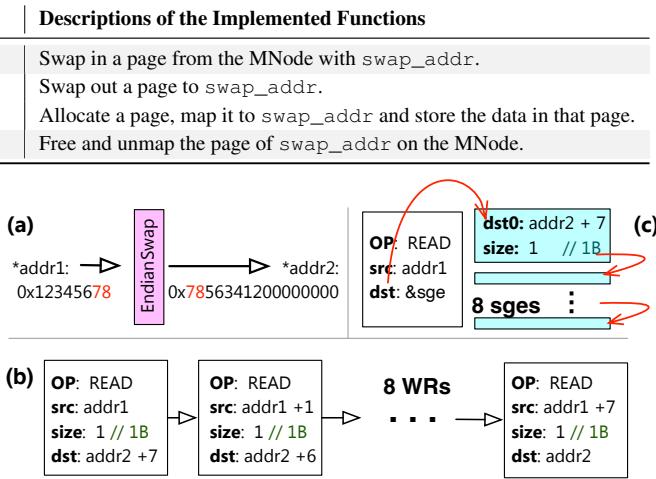 Descriptions of the Implemented Functions
Swap in a page from the MNode with swap_addr.
Swap out a page to swap_addr.
Allocate a page, map it to swap_addr and store the data in that page.
Free and unmap the page of swap_addr on the MNode.
(a)
*addr1:
0x12345678
Endian Swap
*addr2:
0x7856341200000000
OP: READ
src: addr1
dst: &sge
dst0: addr2 + 7
size: 1 // 1B
8 sges
(c)
(b)
OP: READ
src: addr1
size: 1 // 1B
dst: addr2 +7
OP: READ
src: addr1 +1
size: 1 // 1B
dst: addr2 +6
8 WRs
. . .
OP: READ
src: addr1 +7
size: 1 // 1B
dst: addr2